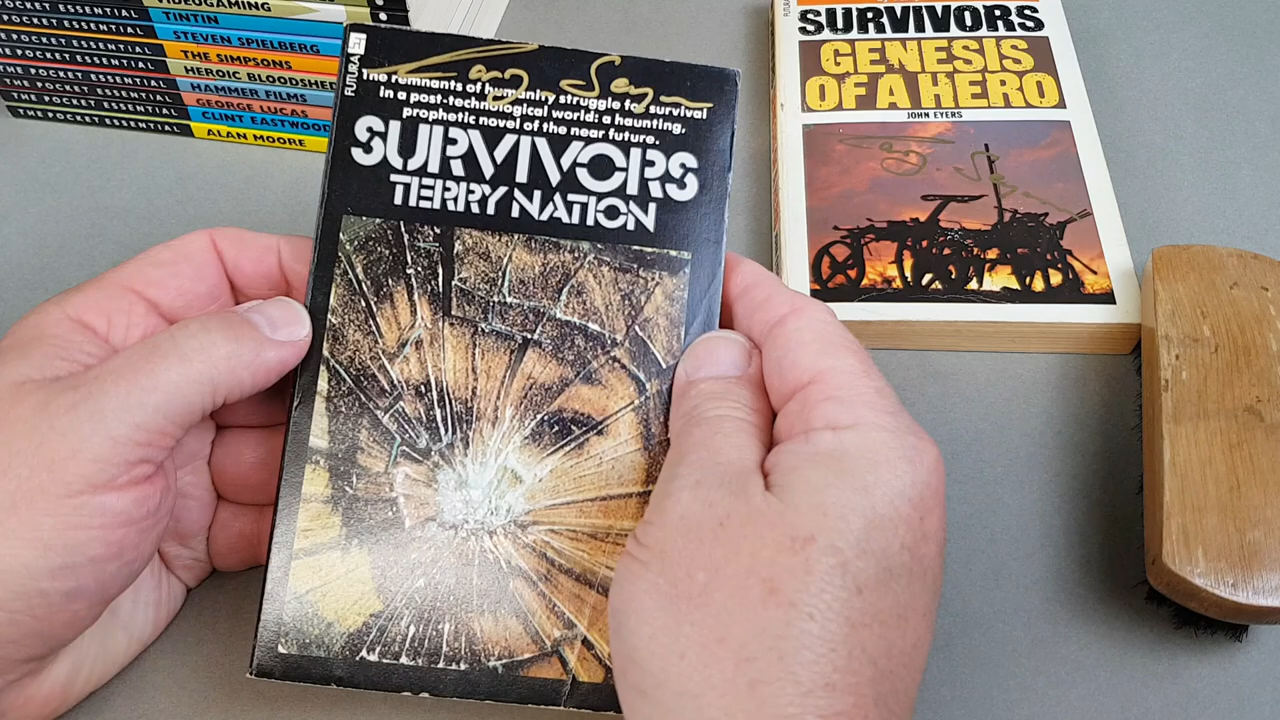 VIDEOGAMING
THE POCKET ESSENTIAL TINTIN
THE POCKET ESSENTIAL STEVEN SPIELBERG
THE POCKET ESSENTIAL THE SIMPSONS
THE POCKET ESSENTIAL HEROIC BLOODSHED
THE POCKET ESSENTIAL HAMMER FILMS
THE POCKET ESSENTIAL GEORGE LUCAS
THE POCKET ESSENTIAL CLINT EASTWOOD
THE POCKET ESSENTIAL ALAN MOORE
FUTURA
The remnants of humanity struggle for survival
in a post-technological world: a haunting,
prophetic novel of the near future.
SURVIVORS
TERRY NATION
SURVIVORS
GENESIS
OF A HERO
JOHN EYERS